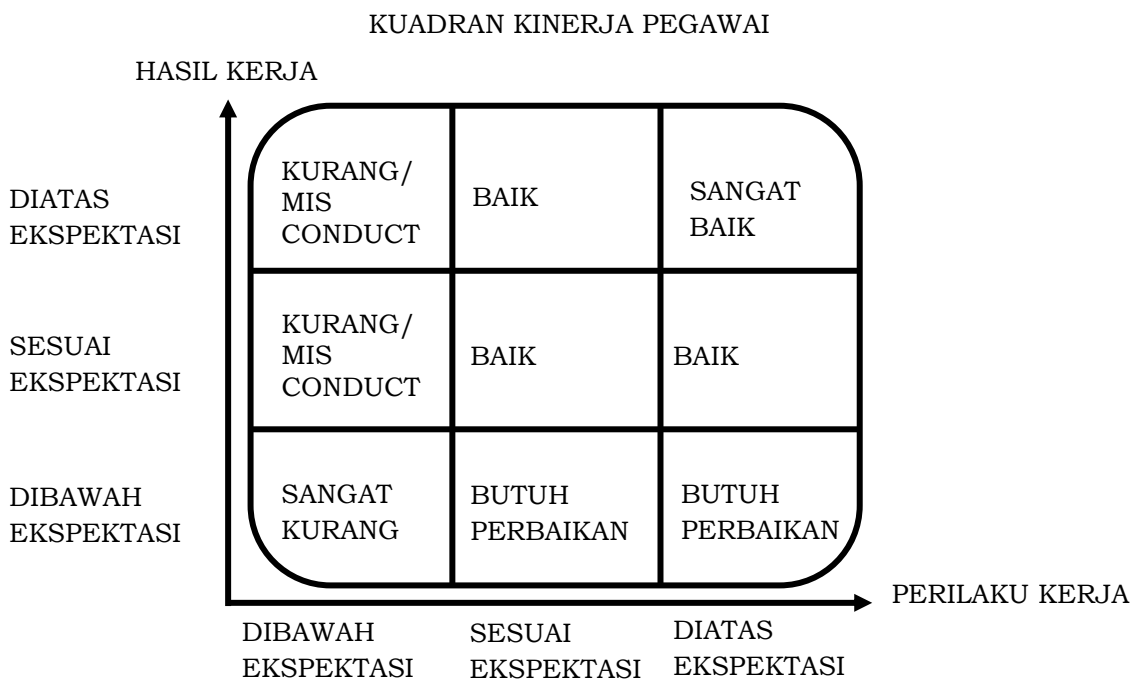 KUADRAN KINERJA PEGAWAI
HASIL KERJA
DIATAS
EKSPEKTASI
KURANG/
MIS
CONDUCT
BAIK
SANGAT
BAIK
SESUAI
EKSPEKTASI
KURANG/
MIS
CONDUCT
BAIK
BAIK
DIBAWAH
EKSPEKTASI
SANGAT
KURANG
BUTUH
PERBAIKAN
BUTUH
PERBAIKAN
PERILAKU KERJA
DIBAWAH
EKSPEKTASI
SESUAI
EKSPEKTASI
DIATAS
EKSPEKTASI